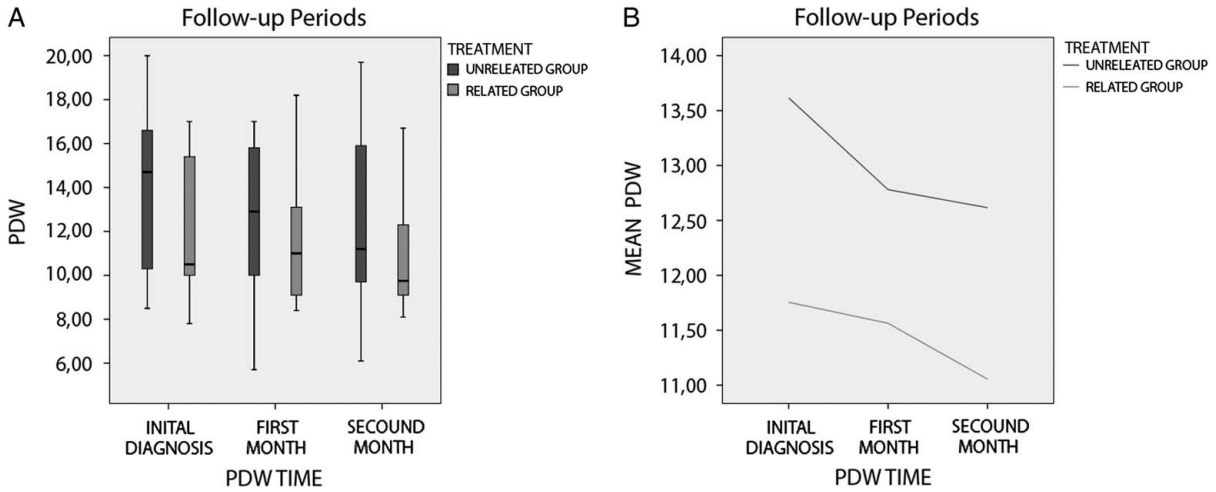 A
Follow-up Periods
TREATMENT
UNRELEATED GROUP
RELATED GROUP
20,00
18,00
16,00
14,00
12,00
10,00
8,00
6,00
PDW
INITAL
DIAGNOSIS
FIRST
MONTH
SECOUND
MONTH
PDW TIME
B
Follow-up Periods
TREATMENT
UNRELEATED GROUP
RELATED GROUP
14,00
13,50
13,00
12,50
12,00
11,50
11,00
MEAN PDW
INITAL
DIAGNOSIS
FIRST
MONTH
SECOUND
MONTH
PDW TIME